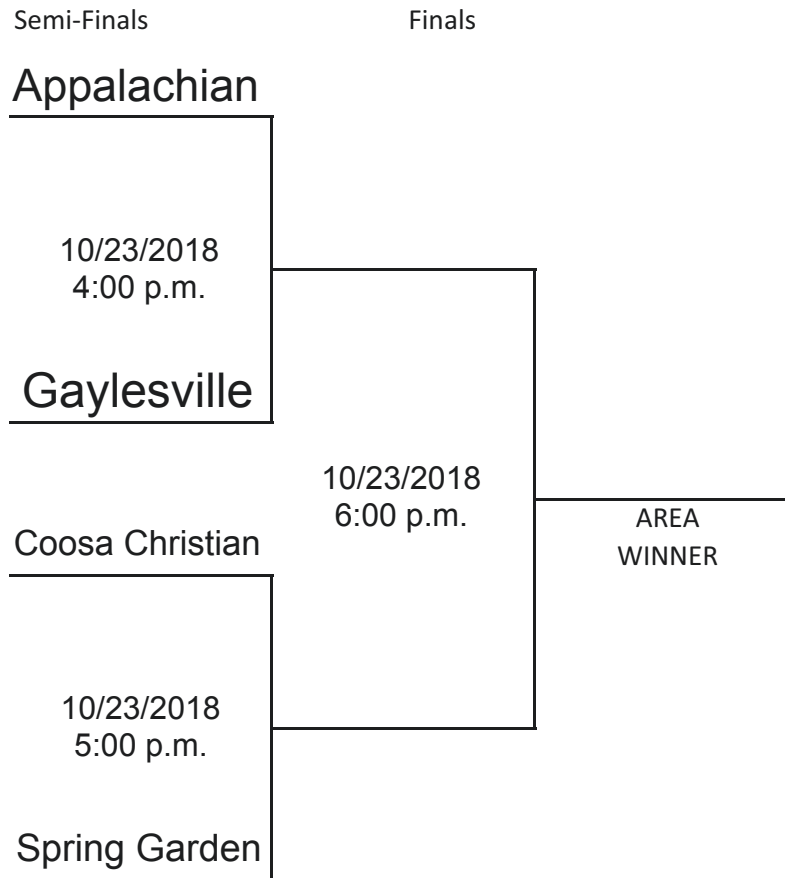 Semi-Finals
Finals
Appalachian
10/23/2018
4:00 p.m.
Gaylesville
10/23/2018
6:00 p.m.
AREA
WINNER
Coosa Christian
10/23/2018
5:00 p.m.
Spring Garden